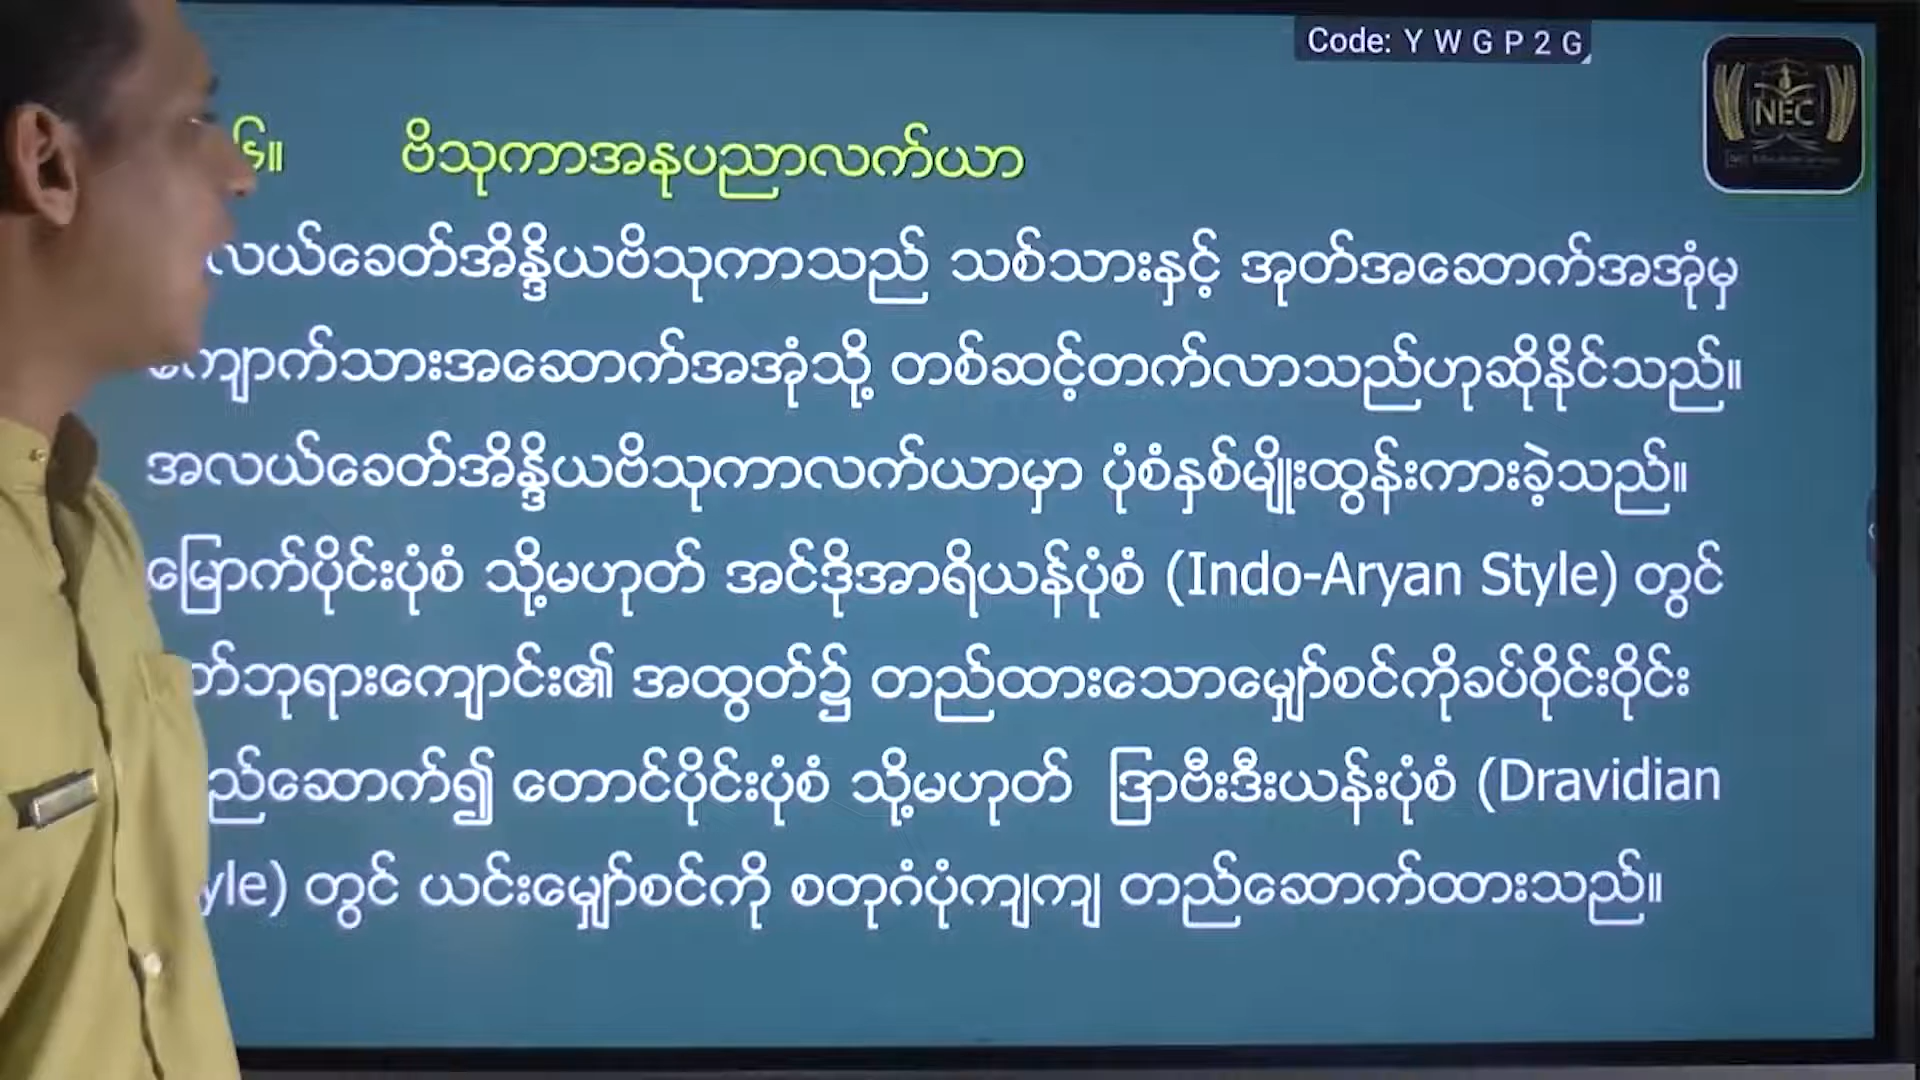 Code: Y W G P 2 G
NEC
၆။ ဗိသုကာအနုပညာလက်ယာ
လယ်ခေတ်အိန္ဒိယဗိသုကာသည် သစ်သားနှင့် အုတ်အဆောက်အအုံမှ
ကျောက်သားအဆောက်အအုံသို့ တစ်ဆင့်တက်လာသည်ဟုဆိုနိုင်သည်။
အလယ်ခေတ်အိန္ဒိယဗိသုကာလက်ယာမှာ ပုံစံနှစ်မျိုးထွန်းကားခဲ့သည်။
မြောက်ပိုင်းပုံစံ သို့မဟုတ် အင်ဒိုအာရိယန်ပုံစံ (Indo-Aryan Style) တွင်
တ်ဘုရားကျောင်း၏ အထွတ်၌ တည်ထားသောမျှော်စင်ကိုခပ်ဝိုင်းဝိုင်း
ည်ဆောက်၍ တောင်ပိုင်းပုံစံ သို့မဟုတ် ဒြာဗီးဒီးယန်းပုံစံ (Dravidian
yle) တွင် ယင်းမျှော်စင်ကို စတုဂံပုံကျကျ တည်ဆောက်ထားသည်။